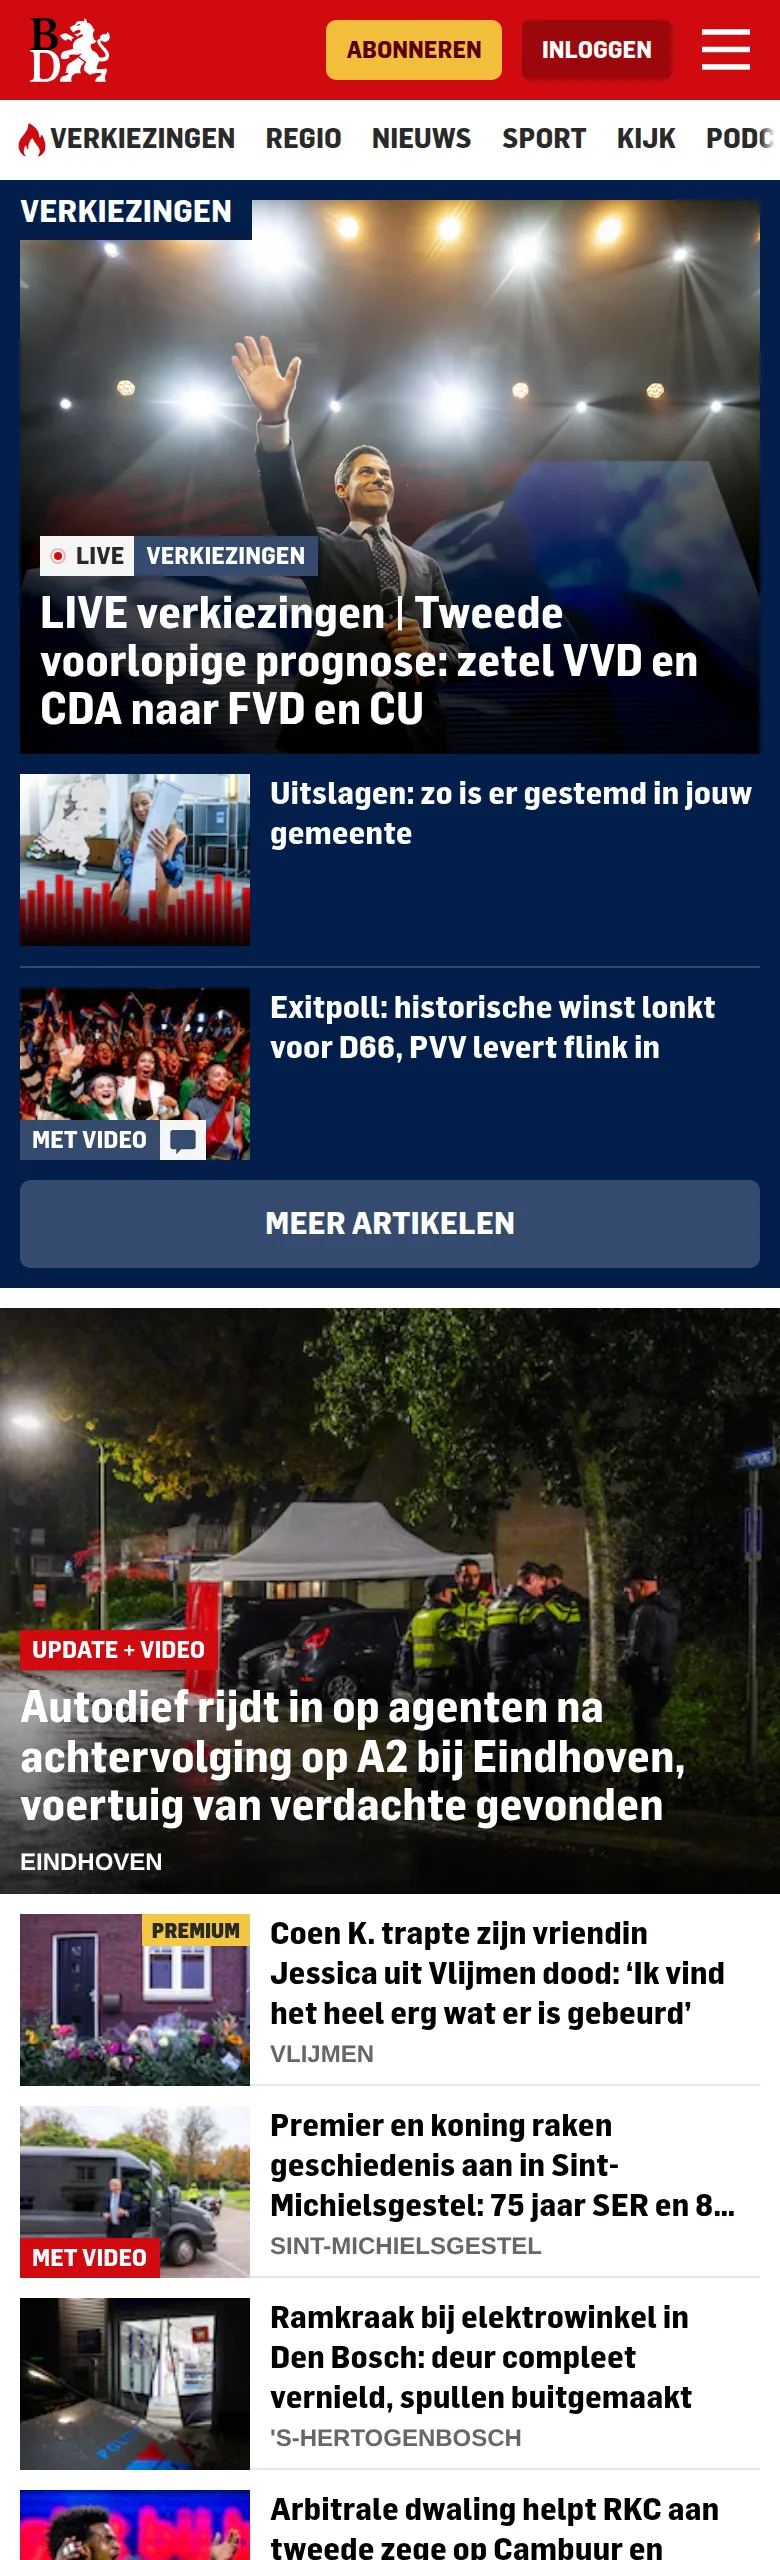 BD
ABONNEREN
INLOGGEN
VERKIEZINGEN
REGIO
NIEUWS
SPORT
KIJK
PODC
VERKIEZINGEN
LIVE
VERKIEZINGEN
LIVE verkiezingen | Tweede
voorlopige prognose: zetel VVD en
CDA naar FVD en CU
Uitslagen: zo is er gestemd in jouw
gemeente
Exitpoll: historische winst lonkt
voor D66, PVV levert flink in
MET VIDEO
MEER ARTIKELEN
UPDATE + VIDEO
Autodief rijdt in op agenten na
achtervolging op A2 bij Eindhoven,
voertuig van verdachte gevonden
EINDHOVEN
PREMIUM
Coen K. trapte zijn vriendin
Jessica uit Vlijmen dood: ‘Ik vind
het heel erg wat er is gebeurd’
VLIJMEN
Premier en koning raken
geschiedenis aan in Sint-
Michielsgestel: 75 jaar SER en 8...
MET VIDEO
SINT-MICHIELSGESTEL
Ramkraak bij elektrowinkel in
Den Bosch: deur compleet
vernield, spullen buitgemaakt
'S-HERTOGENBOSCH
Arbitrale dwaling helpt RKC aan
tweede zege op Cambuur en